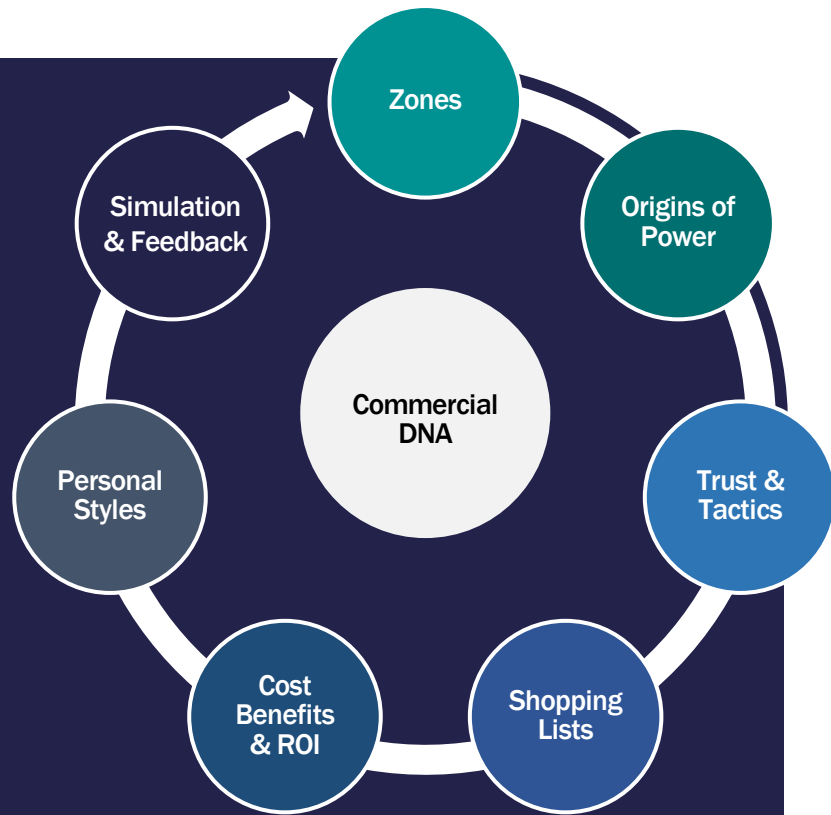 Zones
Origins of
Power
Trust &
Tactics
Shopping
Lists
Cost
Benefits
& ROI
Personal
Styles
Simulation
& Feedback
Commercial
DNA